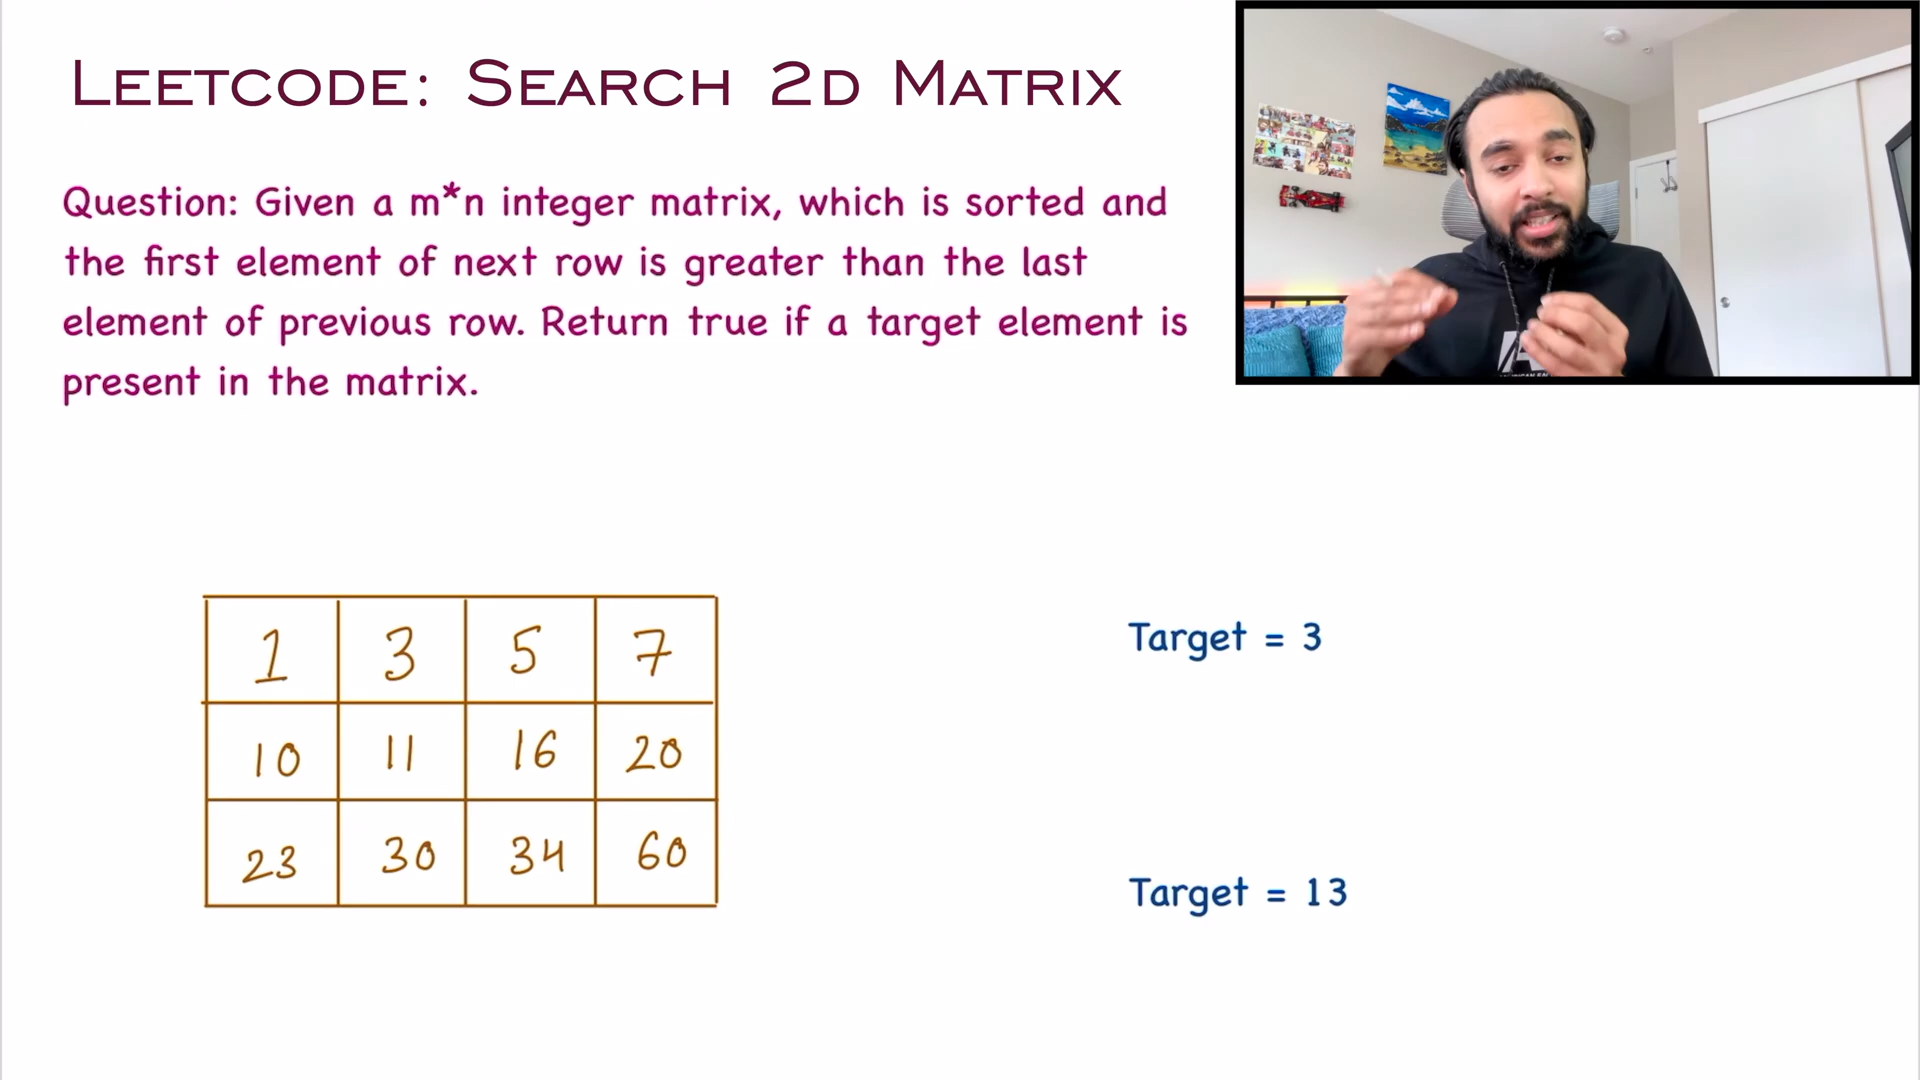 Leetcode: Search 2d Matrix
Question: Given a m*n integer matrix, which is sorted and
the first element of next row is greater than the last
element of previous row. Return true if a target element is
present in the matrix.
1 3 5 7
10 11 16 20
23 30 34 60
Target = 3
Target = 13